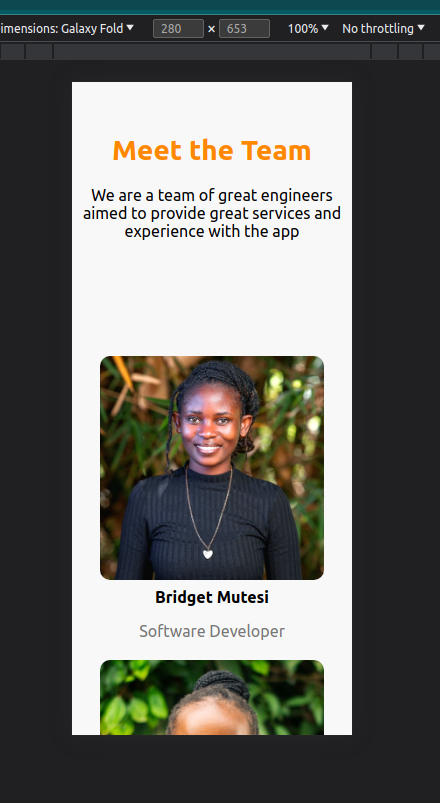 imensions: Galaxy Fold 280 × 653 100% No throttling
Meet the Team
We are a team of great engineers
aimed to provide great services and
experience with the app
Bridget Mutesi
Software Developer